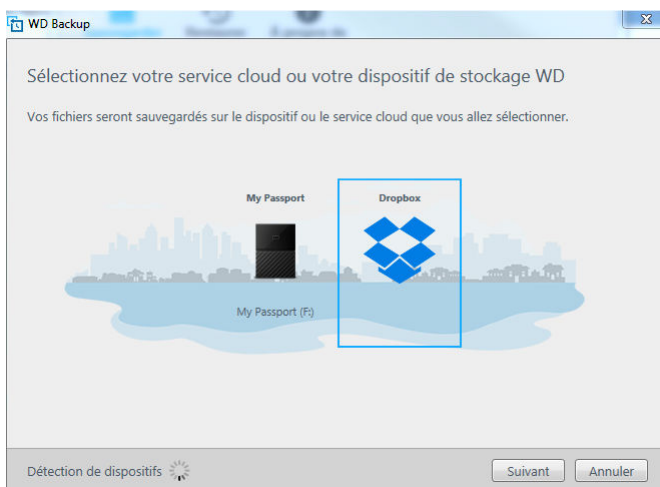 WD Backup
Sélectionnez votre service cloud ou votre dispositif de stockage WD
Vos fichiers seront sauvegardés sur le dispositif ou le service cloud que vous allez sélectionner.
My Passport
Dropbox
My Passport (F:)
Détection de dispositifs
Suivant
Annuler